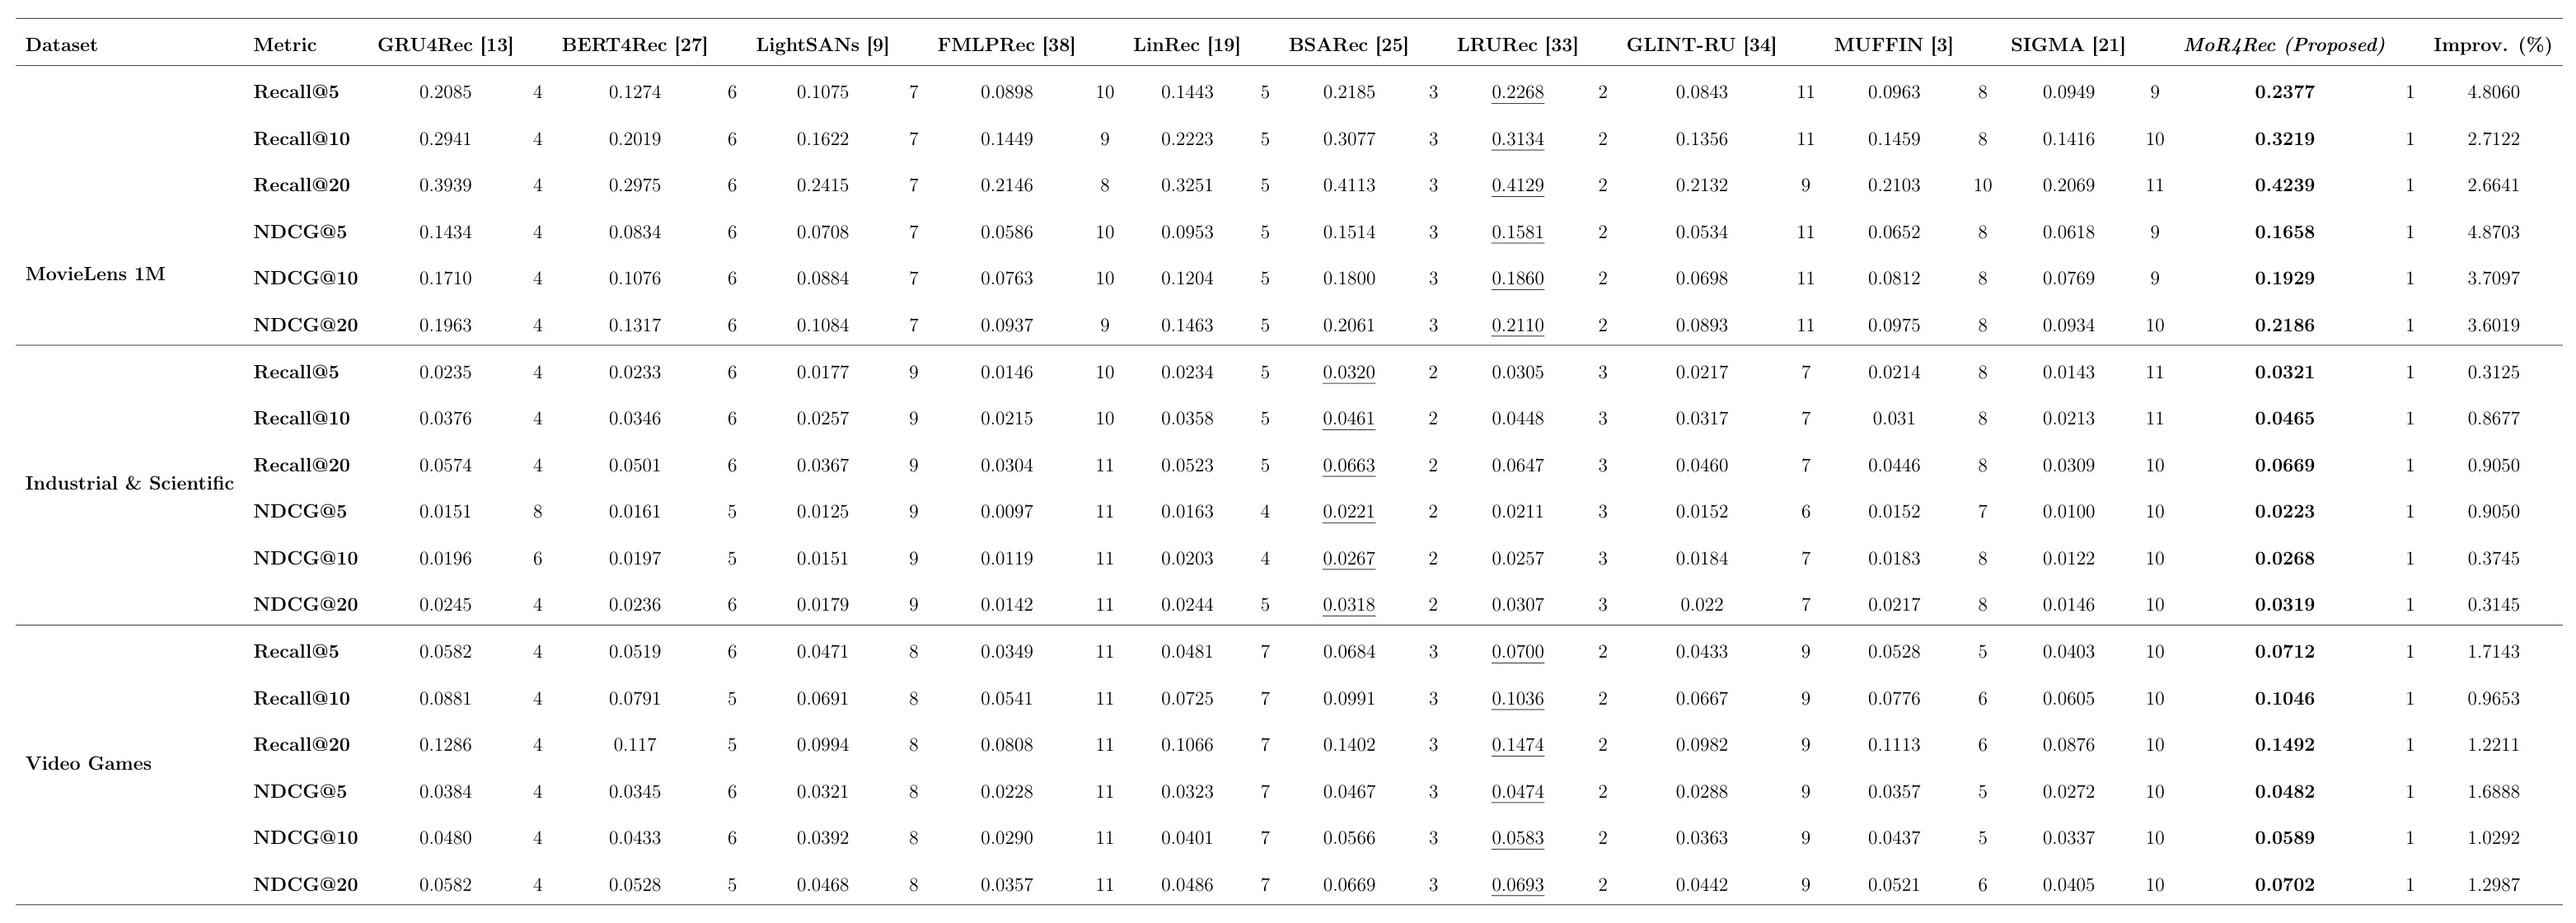 Dataset Metric GRU4Rec [13] BERT4Rec [27] LightSANs [9] FMLPRec [38] LinRec [19] BSARec [25] LRURec [33] GLINT-RU [34] MUFFIN [3] SIGMA [21] MoR4Rec (Proposed) Improv. (%)
Recall@5 0.2085 4 0.1274 6 0.1075 7 0.0898 10 0.1443 5 0.2185 3 0.2268 2 0.0843 11 0.0963 8 0.0949 9 0.2377 1 4.8060
Recall@10 0.2941 4 0.2019 6 0.1622 7 0.1449 9 0.2223 5 0.3077 3 0.3134 2 0.1356 11 0.1459 8 0.1416 10 0.3219 1 2.7122
Recall@20 0.3939 4 0.2975 6 0.2415 7 0.2146 8 0.3251 5 0.4113 3 0.4129 2 0.2132 9 0.2103 10 0.2069 11 0.4239 1 2.6641
NDCG@5 0.1434 4 0.0834 6 0.0708 7 0.0586 10 0.0953 5 0.1514 3 0.1581 2 0.0534 11 0.0652 8 0.0618 9 0.1658 1 4.8703
MovieLens 1M
NDCG@10 0.1710 4 0.1076 6 0.0884 7 0.0763 10 0.1204 5 0.1800 3 0.1860 2 0.0698 11 0.0812 8 0.0769 9 0.1929 1 3.7097
NDCG@20 0.1963 4 0.1317 6 0.1084 7 0.0937 9 0.1463 5 0.2061 3 0.2110 2 0.0893 11 0.0975 8 0.0934 10 0.2186 1 3.6019
Recall@5 0.0235 4 0.0233 6 0.0177 9 0.0146 10 0.0234 5 0.0320 2 0.0305 3 0.0217 7 0.0214 8 0.0143 11 0.0321 1 0.3125
Recall@10 0.0376 4 0.0346 6 0.0257 9 0.0215 10 0.0358 5 0.0461 2 0.0448 3 0.0317 7 0.031 8 0.0213 11 0.0465 1 0.8677
Recall@20 0.0574 4 0.0501 6 0.0367 9 0.0304 11 0.0523 5 0.0663 2 0.0647 3 0.0460 7 0.0446 8 0.0309 10 0.0669 1 0.9050
Industrial & Scientific
NDCG@5 0.0151 8 0.0161 5 0.0125 9 0.0097 11 0.0163 4 0.0221 2 0.0211 3 0.0152 6 0.0152 7 0.0100 10 0.0223 1 0.9050
NDCG@10 0.0196 6 0.0197 5 0.0151 9 0.0119 11 0.0203 4 0.0267 2 0.0257 3 0.0184 7 0.0183 8 0.0122 10 0.0268 1 0.3745
NDCG@20 0.0245 4 0.0236 6 0.0179 9 0.0142 11 0.0244 5 0.0318 2 0.0307 3 0.022 7 0.0217 8 0.0146 10 0.0319 1 0.3145
Recall@5 0.0582 4 0.0519 6 0.0471 8 0.0349 11 0.0481 7 0.0684 3 0.0700 2 0.0433 9 0.0528 5 0.0403 10 0.0712 1 1.7143
Recall@10 0.0881 4 0.0791 5 0.0691 8 0.0541 11 0.0725 7 0.0991 3 0.1036 2 0.0667 9 0.0776 6 0.0605 10 0.1046 1 0.9653
Recall@20 0.1286 4 0.117 5 0.0994 8 0.0808 11 0.1066 7 0.1402 3 0.1474 2 0.0982 9 0.1113 6 0.0876 10 0.1492 1 1.2211
Video Games
NDCG@5 0.0384 4 0.0345 6 0.0321 8 0.0228 11 0.0323 7 0.0467 3 0.0474 2 0.0288 9 0.0357 5 0.0272 10 0.0482 1 1.6888
NDCG@10 0.0480 4 0.0433 6 0.0392 8 0.0290 11 0.0401 7 0.0566 3 0.0583 2 0.0363 9 0.0437 5 0.0337 10 0.0589 1 1.0292
NDCG@20 0.0582 4 0.0528 5 0.0468 8 0.0357 11 0.0486 7 0.0669 3 0.0693 2 0.0442 9 0.0521 6 0.0405 10 0.0702 1 1.2987